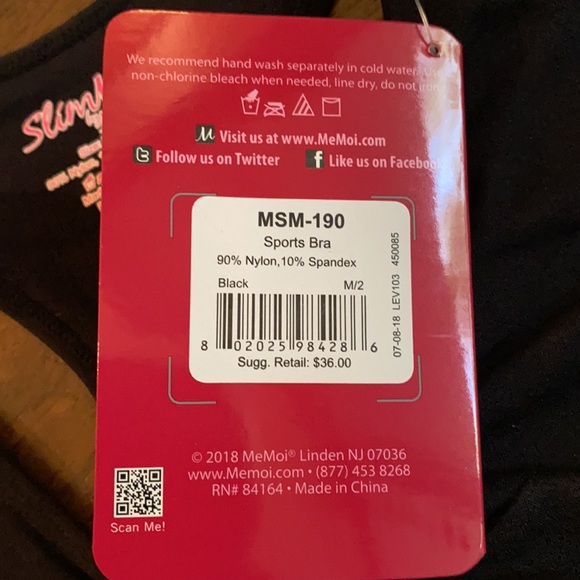 We recommend hand wash separately in cold water. Use
non-chlorine bleach when needed, line dry, do not iron.
Visit us at www.MeMoi.com
Follow us on Twitter
Like us on Facebook
MSM-190
Sports Bra
90% Nylon,10% Spandex
Black M/2
8 02025 98428 6
Sugg. Retail: $36.00
07-08-18 LEV103 450085
© 2018 MeMoi® Linden NJ 07036
www.Memoi.com • (877) 453 8268
RN# 84164 • Made in China
Scan Me!